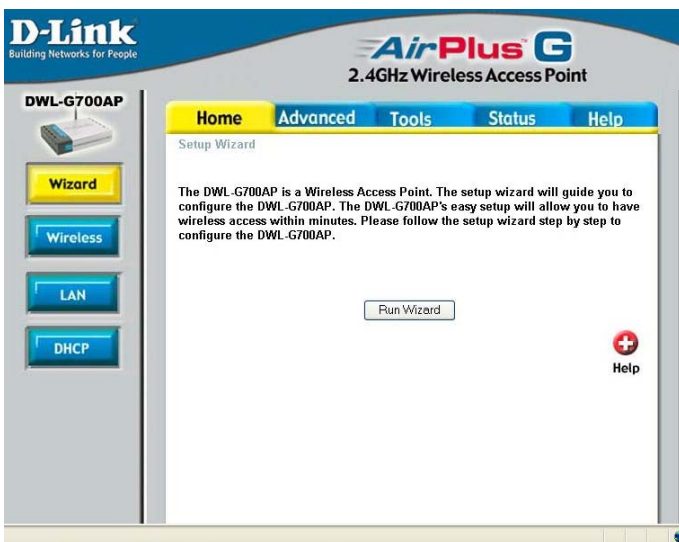 D-Link
Building Networks for People
AirPlus™ G
2.4GHz Wireless Access Point
DWL-G700AP
Home Advanced Tools Status Help
Setup Wizard
Wizard
Wireless
LAN
DHCP
The DWL-G700AP is a Wireless Access Point. The setup wizard will guide you to
configure the DWL-G700AP. The DWL-G700AP's easy setup will allow you to have
wireless access within minutes. Please follow the setup wizard step by step to
configure the DWL-G700AP.
Run Wizard
Help